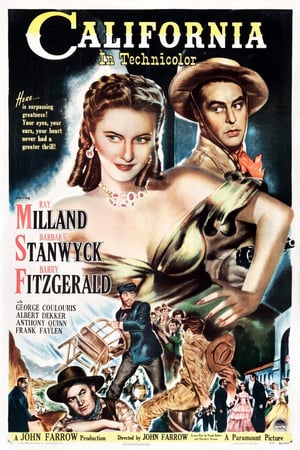 CALIFORNIA
In Technicolor
Here...
is surpassing
greatness!
Your eyes, your
ears, your heart
never had a
greater thrill!
RAY
MILLAND
BARBARA
STANWYCK
BARRY
FITZGERALD
with
GEORGE COULOURIS
ALBERT DEKKER
ANTHONY QUINN
FRANK FAYLEN
A JOHN FARROW Production
Directed by JOHN FARROW
A Paramount Picture